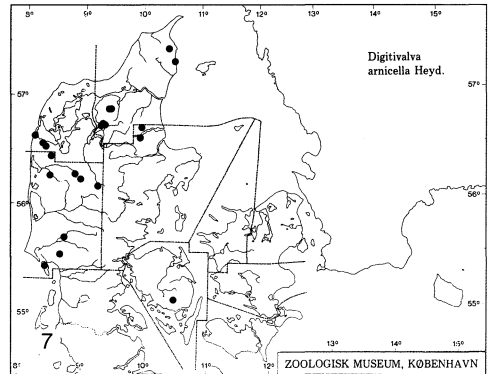 8° 9° 10° 11° 12° 13° 14° 15°
Digitivalva
arnicella Heyd.
57° 57°
56° 56°
55° 55°
7
8° 9° 10° 11° 12° 13° 14° 15°
ZOOLOGISK MUSEUM, KØBENHAVN